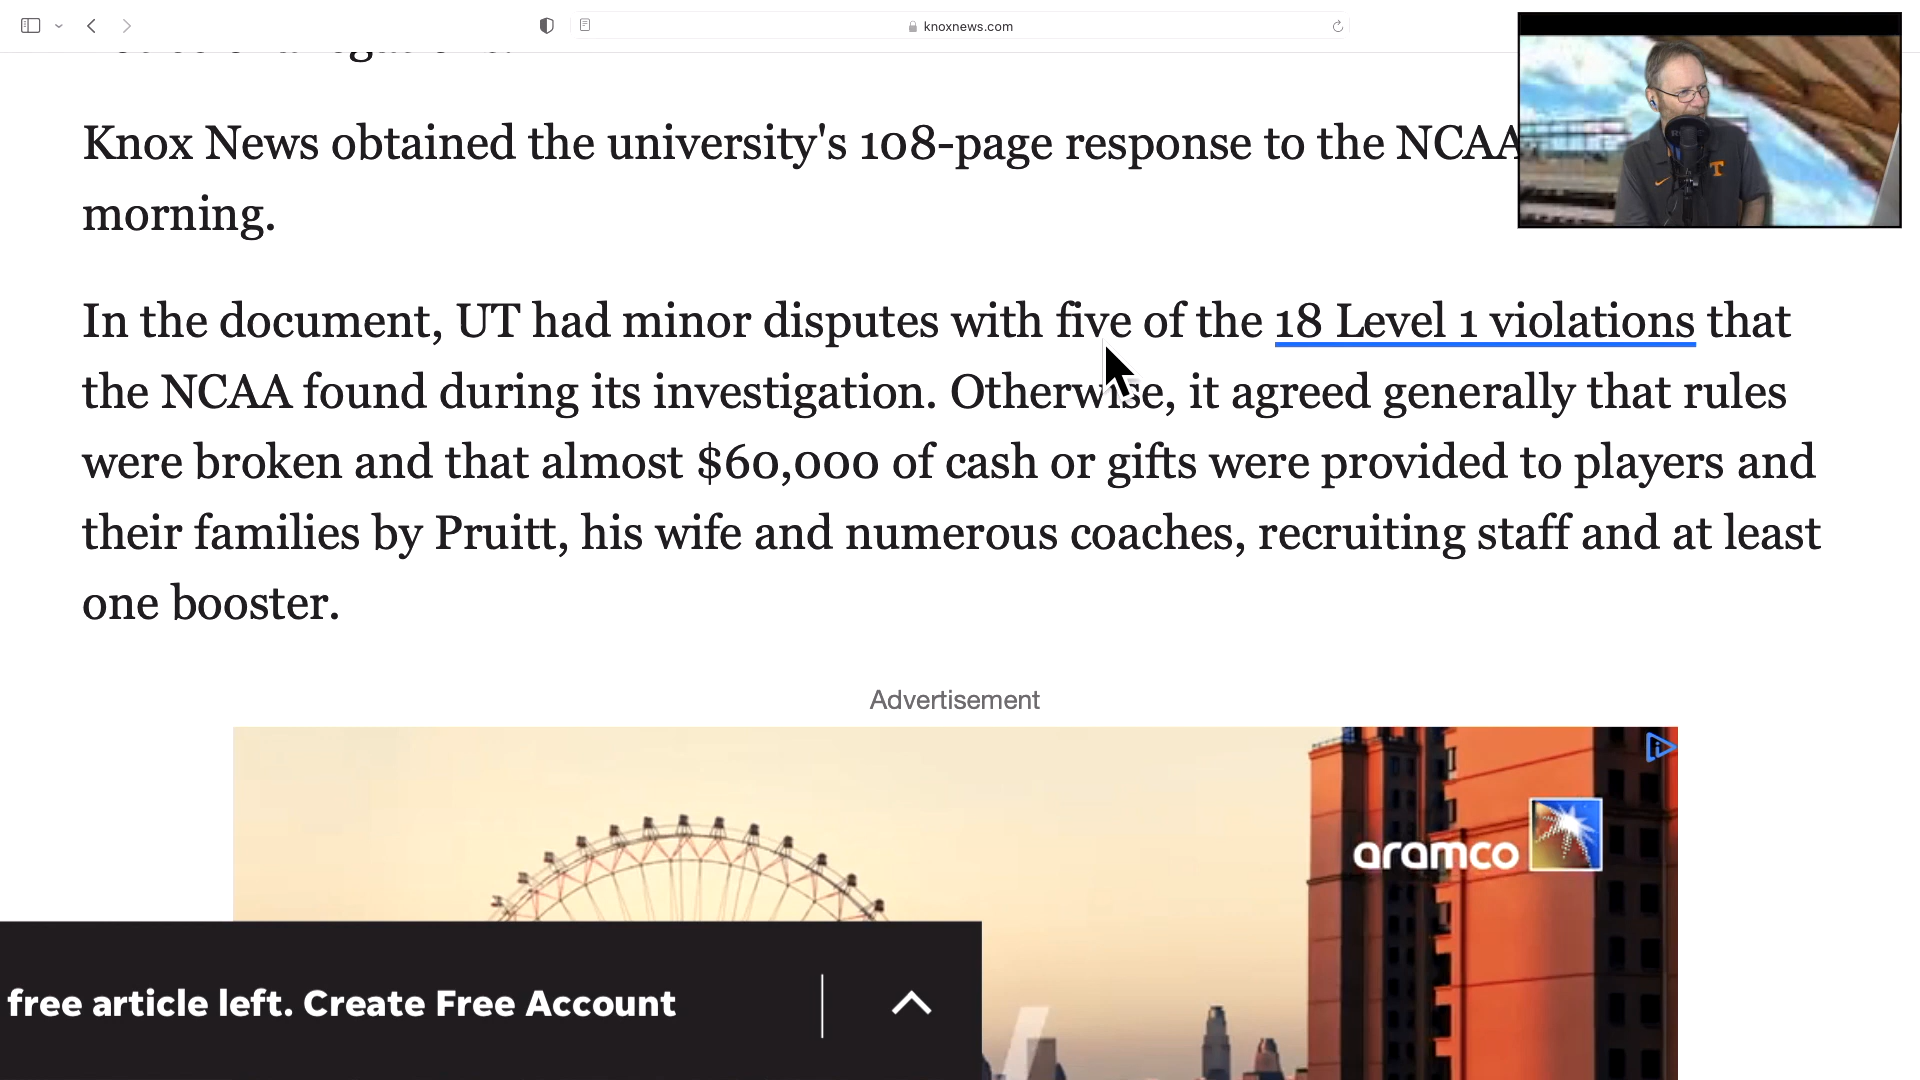 knoxnews.com
Knox News obtained the university's 108-page response to the NCAA
morning.
In the document, UT had minor disputes with five of the 18 Level 1 violations that
the NCAA found during its investigation. Otherwise, it agreed generally that rules
were broken and that almost $60,000 of cash or gifts were provided to players and
their families by Pruitt, his wife and numerous coaches, recruiting staff and at least
one booster.
Advertisement
aramco
free article left. Create Free Account
T